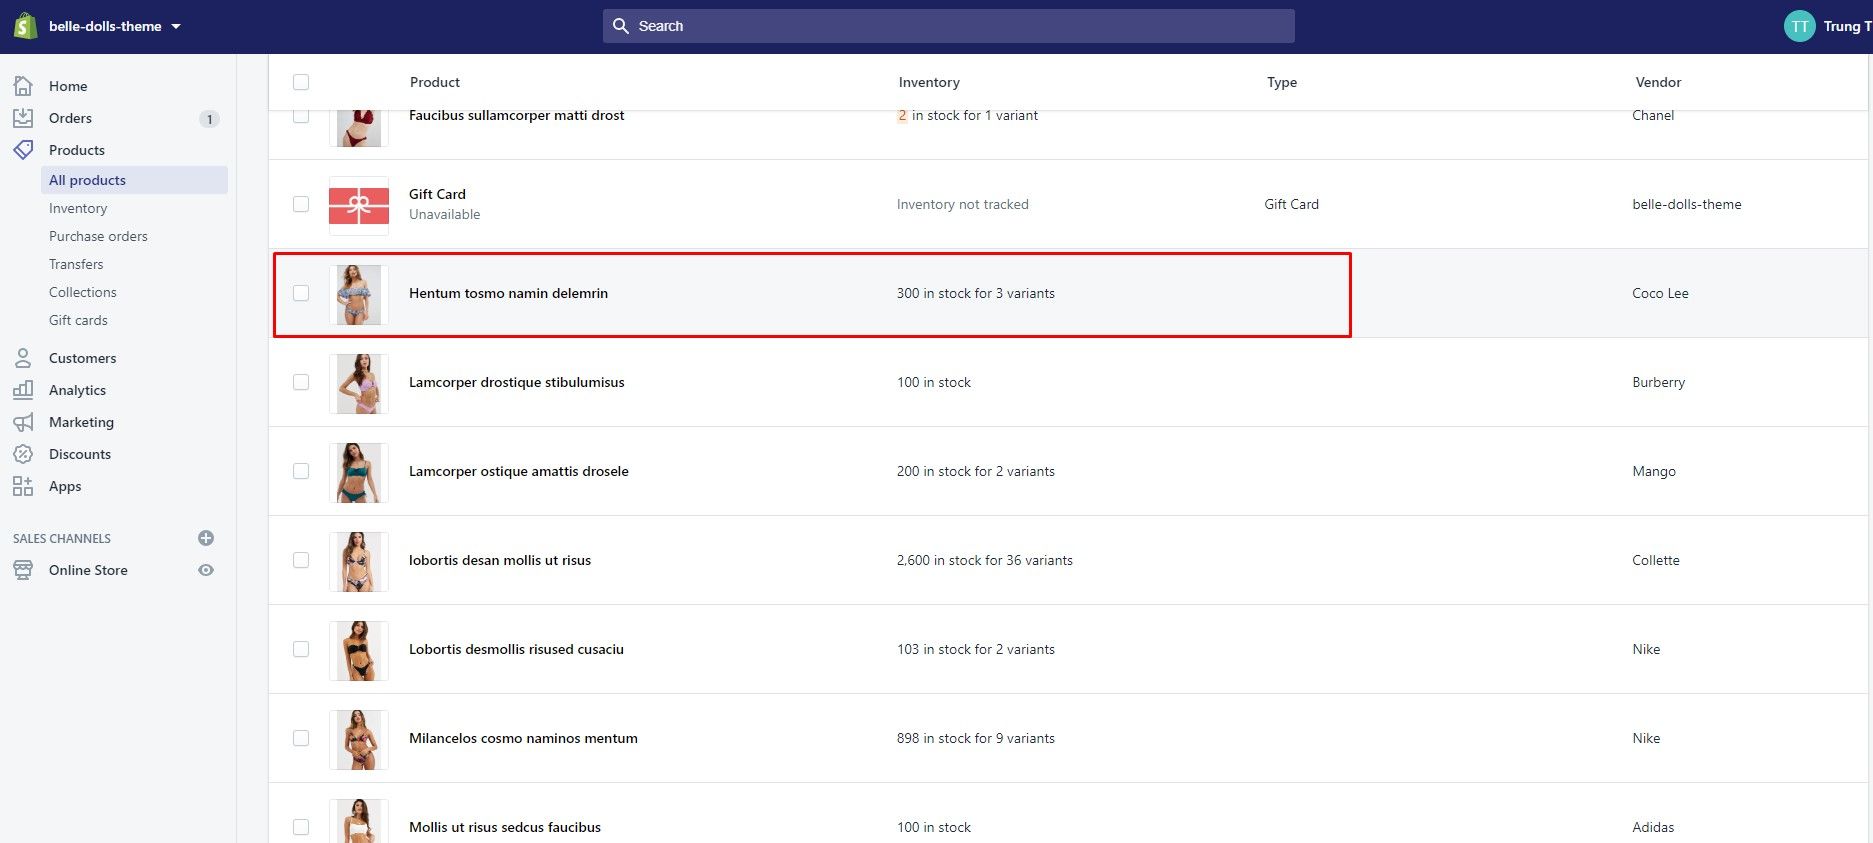 belle-dolls-theme
Search
TT Trung T
Home
Orders 1
Products
All products
Inventory
Purchase orders
Transfers
Collections
Gift cards
Customers
Analytics
Marketing
Discounts
Apps
SALES CHANNELS
Online Store
Product Inventory Type Vendor
Faucibus sullamcorper matti drost 2 in stock for 1 variant Chanel
Gift Card
Unavailable
Inventory not tracked Gift Card belle-dolls-theme
Hentum tosmo namin delemrin 300 in stock for 3 variants Coco Lee
Lamcorper drostique stibulumisus 100 in stock Burberry
Lamcorper ostique amattis drosele 200 in stock for 2 variants Mango
lobortis desan mollis ut risus 2,600 in stock for 36 variants Collette
Lobortis desmollis risused cusaciu 103 in stock for 2 variants Nike
Milancelos cosmo naminos mentum 898 in stock for 9 variants Nike
Mollis ut risus sedcus faucibus 100 in stock Adidas